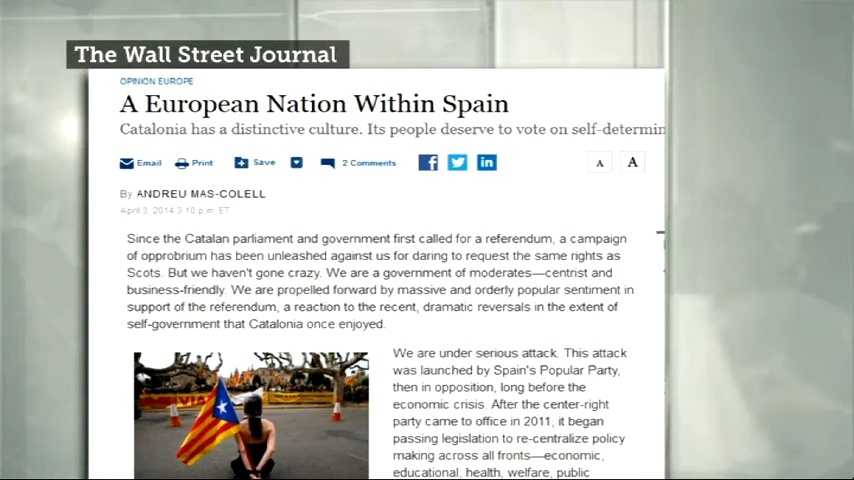 The Wall Street Journal
OPINION EUROPE
A European Nation Within Spain
Catalonia has a distinctive culture. Its people deserve to vote on self-determin
Email Print Save 2 Comments f in A A
By ANDREU MAS-COLELL
April 3, 2014 3:10 p.m. ET
Since the Catalan parliament and government first called for a referendum, a campaign
of opprobrium has been unleashed against us for daring to request the same rights as
Scots. But we haven't gone crazy. We are a government of moderates—centrist and
business-friendly. We are propelled forward by massive and orderly popular sentiment in
support of the referendum, a reaction to the recent, dramatic reversals in the extent of
self-government that Catalonia once enjoyed.
We are under serious attack. This attack
was launched by Spain's Popular Party,
then in opposition, long before the
economic crisis. After the center-right
party came to office in 2011, it began
passing legislation to re-centralize policy
making across all fronts—economic,
educational, health, welfare, public